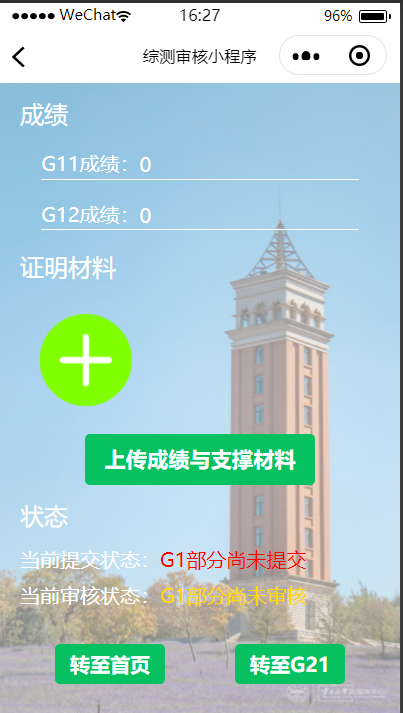 ●●●●● WeChat 16:27 96%
综测审核小程序
成绩
G11成绩：0
G12成绩：0
证明材料
上传成绩与支撑材料
状态
当前提交状态：G1部分尚未提交
当前审核状态：G1部分尚未审核
转至首页 转至G21